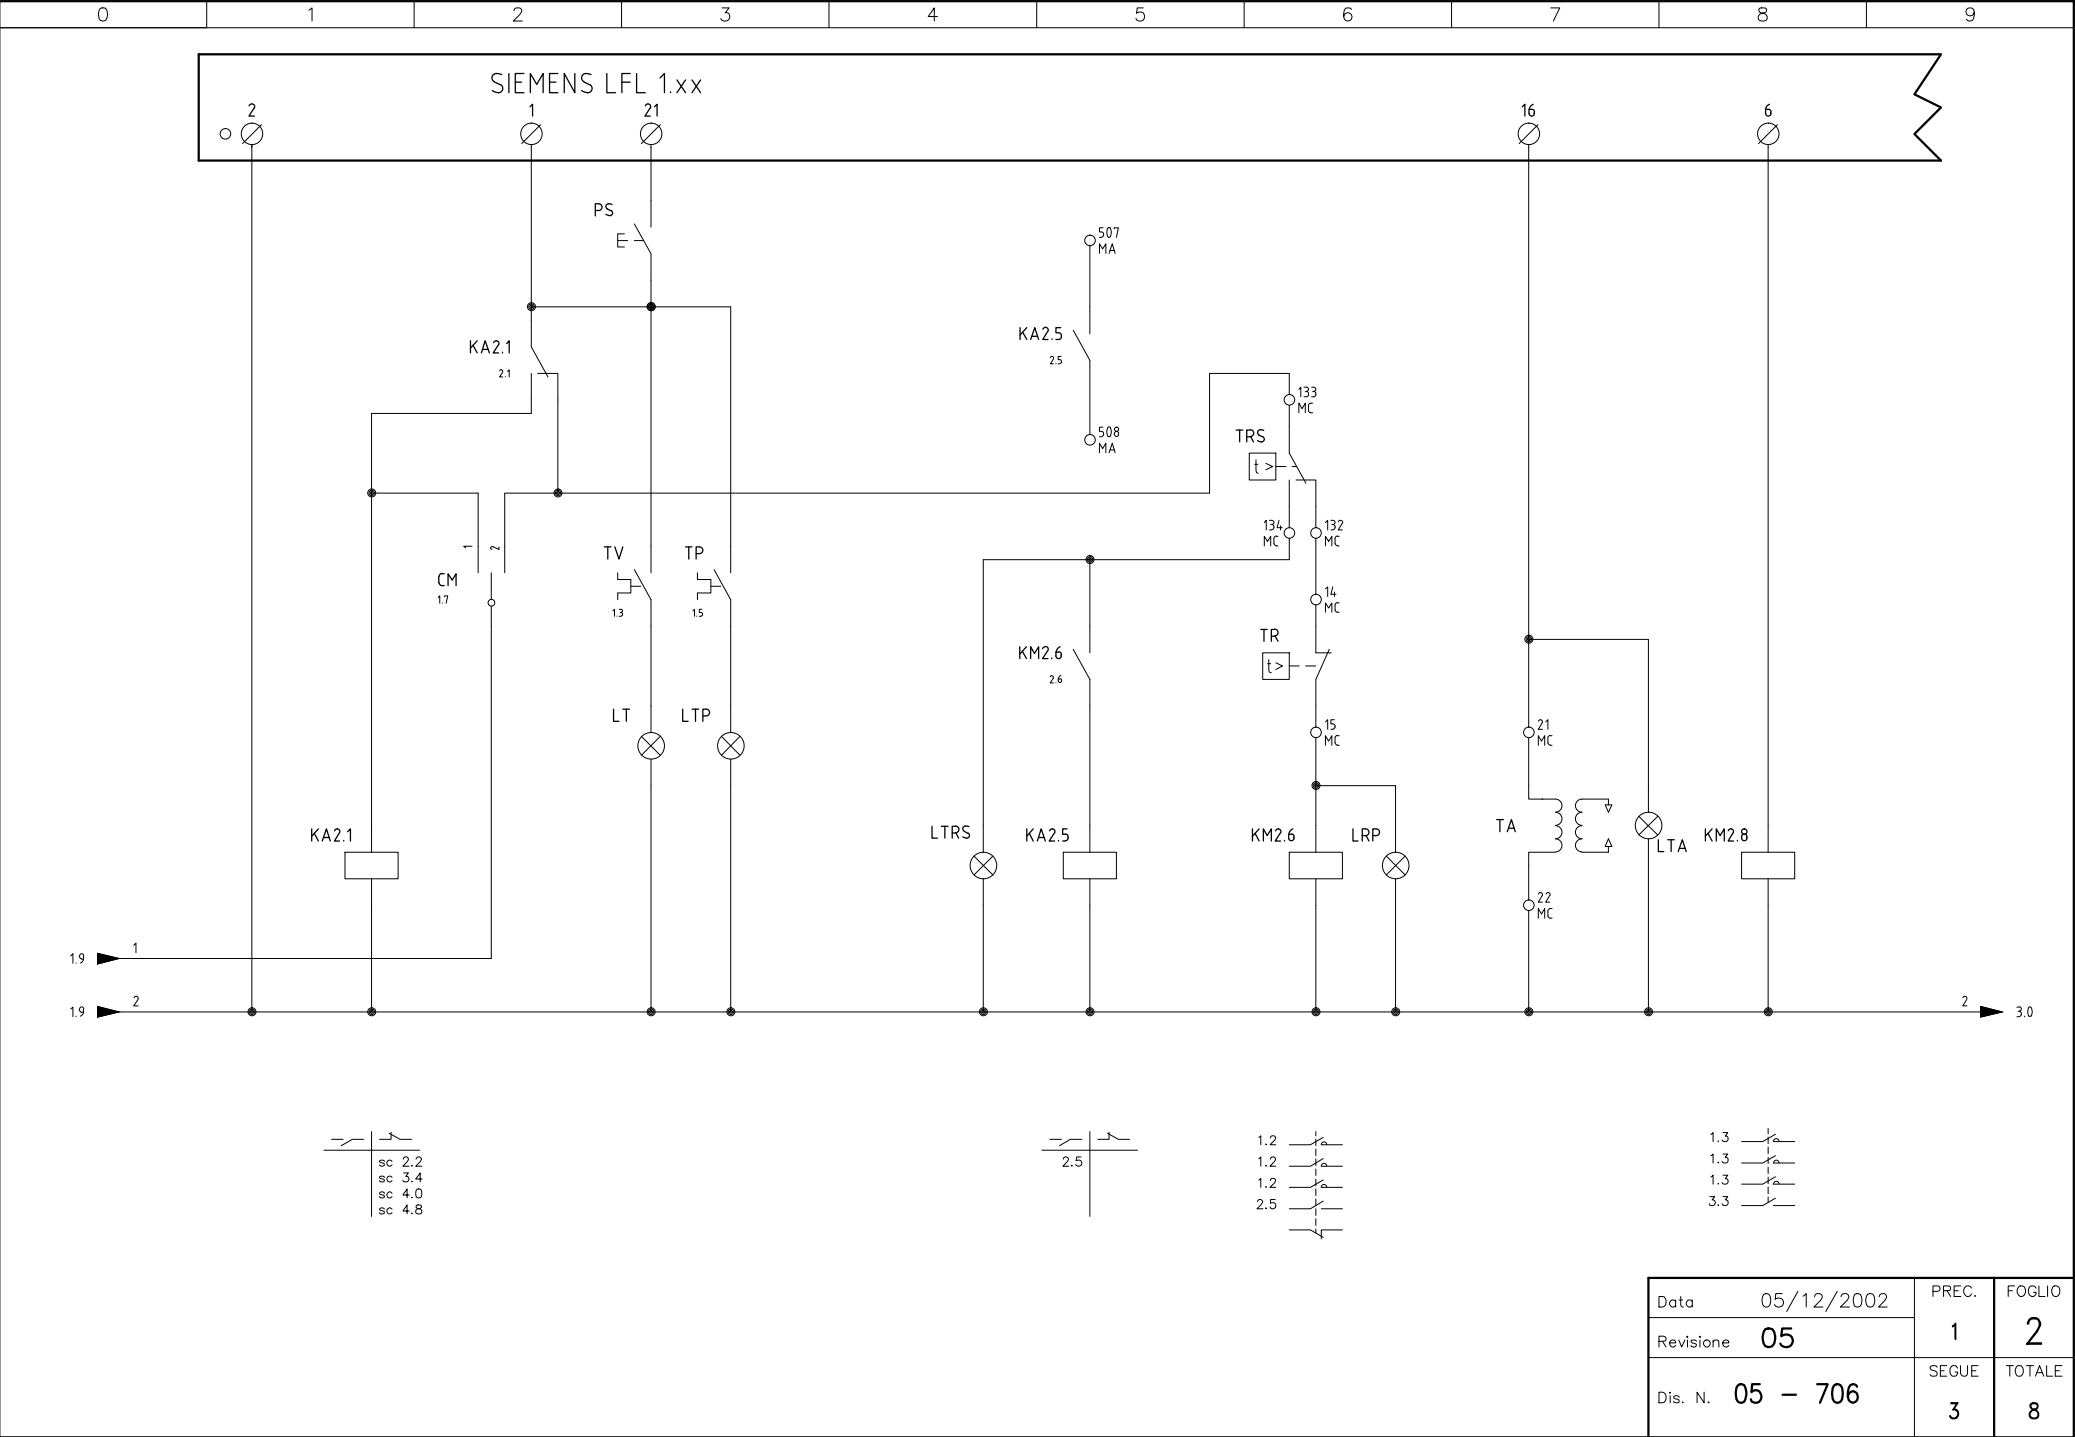 0 1 2 3 4 5 6 7 8 9
SIEMENS LFL 1.xx
2 1 21 16 6
PS
507
MA
KA2.1
2.1
KA2.5
2.5
133
MC
508
MA
TRS
t >
134
MC
132
MC
1 2
CM
1.7
TV
1.3
TP
1.5
14
MC
KM2.6
2.6
TR
t>
LT LTP
15
MC
21
MC
KA2.1
LTRS
KA2.5
KM2.6
LRP
TA
LTA
KM2.8
22
MC
1.9 1
1.9 2
2 3.0
sc 2.2
sc 3.4
sc 4.0
sc 4.8
2.5
1.2
1.2
1.2
2.5
1.3
1.3
1.3
3.3
Data 05/12/2002
Revisione 05
Dis. N. 05 - 706
PREC.
1
FOGLIO
2
SEGUE
3
TOTALE
8